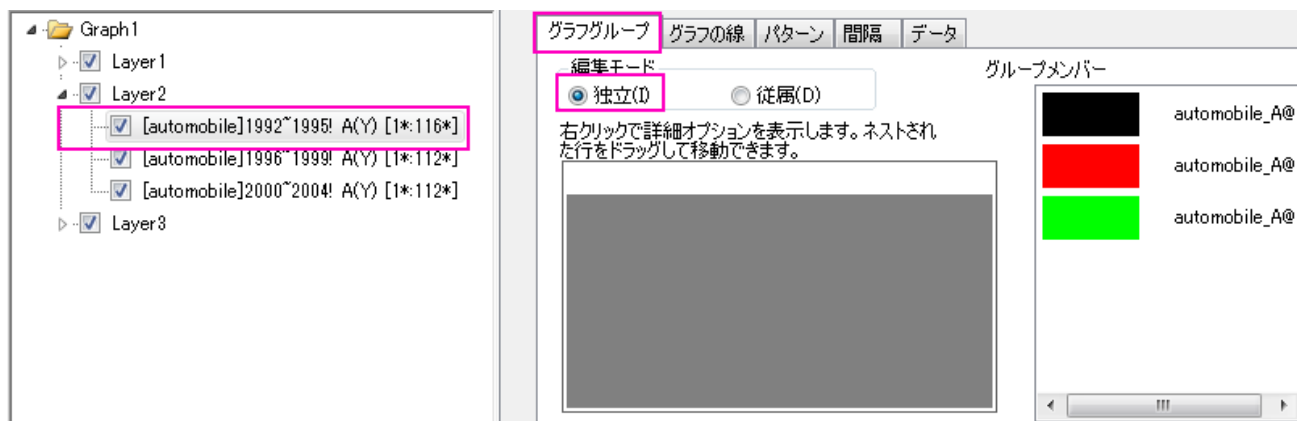 Graph1
Layer1
Layer2
[automobile]1992~1995! A(Y) [1*:116*]
[automobile]1996~1999! A(Y) [1*:112*]
[automobile]2000~2004! A(Y) [1*:112*]
Layer3
グラフグループ グラフの線 パターン 間隔 データ
編集モード
独立(I) 従属(D)
右クリックで詳細オプションを表示します。ネストされ
た行をドラッグして移動できます。
グループメンバー
automobile_A@
automobile_A@
automobile_A@